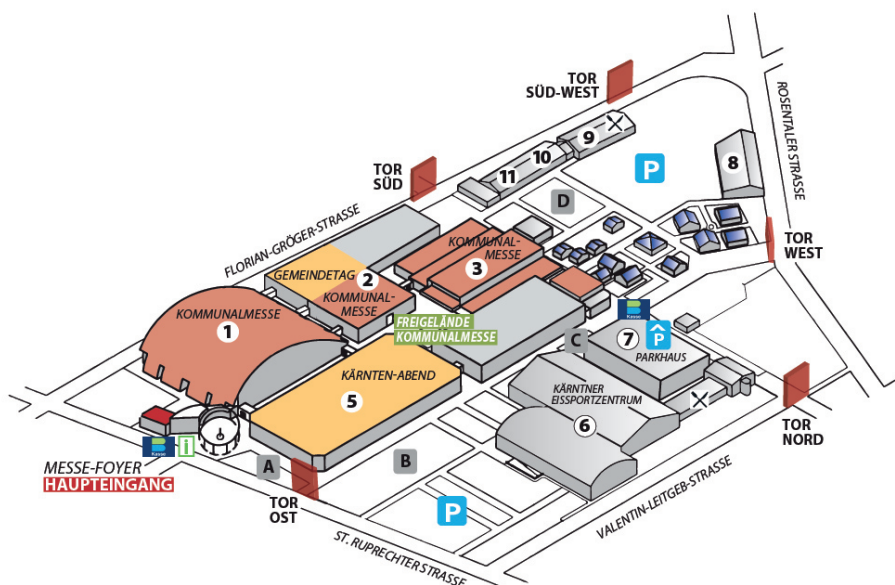 TOR
SÜD-WEST
ROSENTALER STRASSE
9
10
11
P
8
TOR
SÜD
D
FLORIAN-GRÖGER-STRASSE
KOMMUNAL-
MESSE
3
TOR
WEST
GEMEINDETAG
2
KOMMUNAL-
MESSE
KOMMUNALMESSE
1
FREIGELÄNDE
KOMMUNALMESSE
Kasse
7
P
PARKHAUS
C
KÄRNTEN-ABEND
5
KÄRNTNER
EISSPORTZENTRUM
6
TOR
NORD
Kasse
i
MESSE-FOYER
HAUPTEINGANG
A
B
TOR
OST
P
VALENTIN-LEITGEB-STRASSE
ST. RUPRECHTER STRASSE